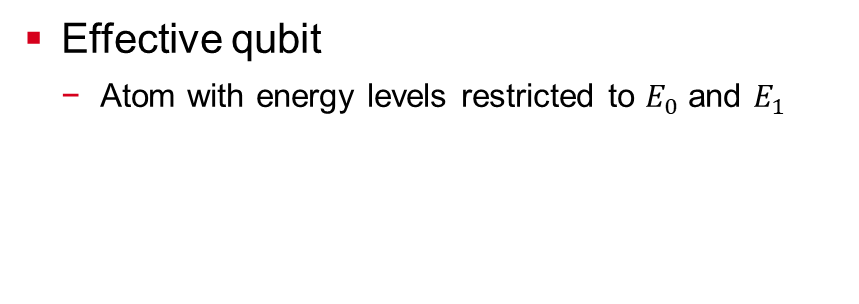 ▪ Effective qubit
− Atom with energy levels restricted to 𝐸₀ and 𝐸₁